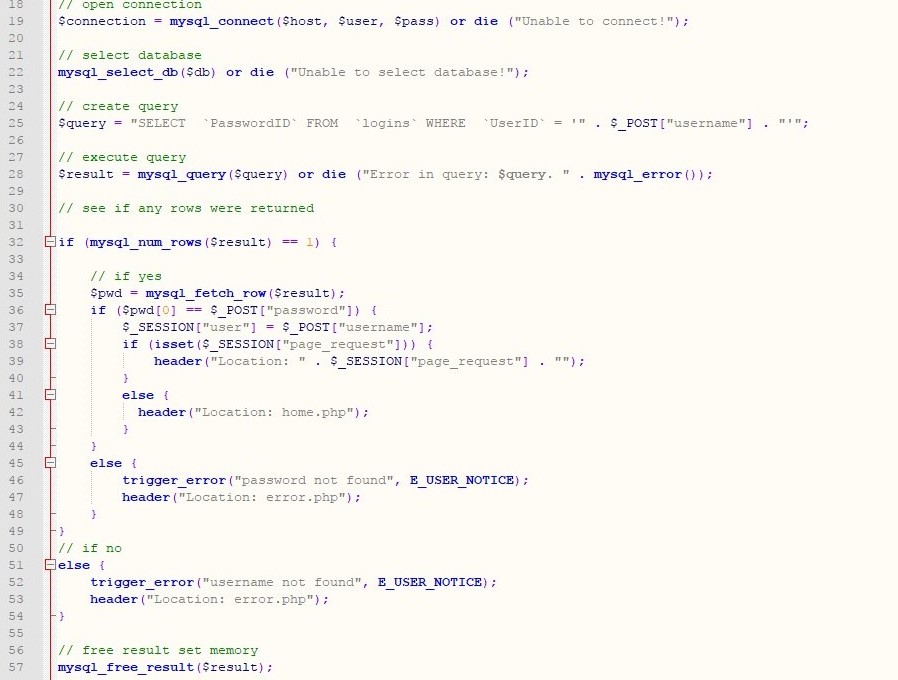 18 // open connection
19 $connection = mysql_connect($host, $user, $pass) or die ("Unable to connect!");
20
21 // select database
22 mysql_select_db($db) or die ("Unable to select database!");
23
24 // create query
25 $query = "SELECT  `PasswordID` FROM  `logins` WHERE  `UserID` = '" . $_POST["username"] . "'";
26
27 // execute query
28 $result = mysql_query($query) or die ("Error in query: $query. " . mysql_error());
29
30 // see if any rows were returned
31
32 if (mysql_num_rows($result) == 1) {
33
34     // if yes
35     $pwd = mysql_fetch_row($result);
36     if ($pwd[0] == $_POST["password"]) {
37         $_SESSION["user"] = $_POST["username"];
38         if (isset($_SESSION["page_request"])) {
39             header("Location: " . $_SESSION["page_request"] . "");
40         }
41         else {
42           header("Location: home.php");
43         }
44     }
45     else {
46         trigger_error("password not found", E_USER_NOTICE);
47         header("Location: error.php");
48     }
49 }
50 // if no
51 else {
52     trigger_error("username not found", E_USER_NOTICE);
53     header("Location: error.php");
54 }
55
56 // free result set memory
57 mysql_free_result($result);